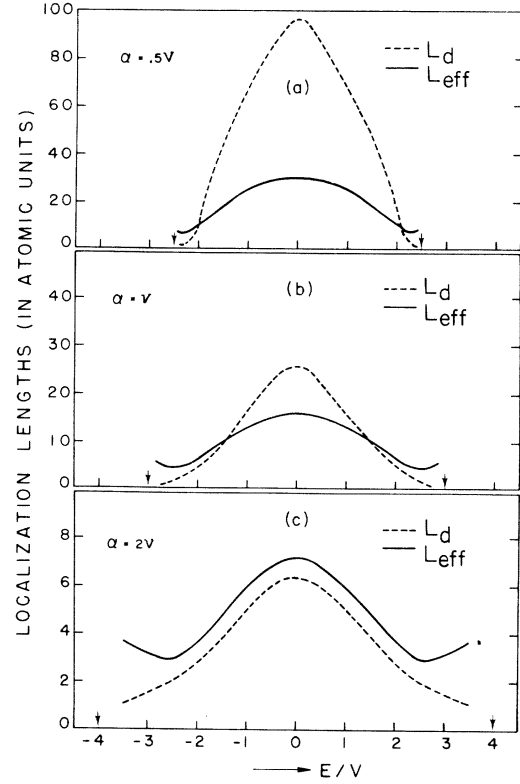 LOCALIZATION LENGTHS (IN ATOMIC UNITS)
100
80
60
40
20
0
α = .5V
(a)
L_d
L_eff
40
30
20
10
0
α = V
(b)
L_d
L_eff
8
6
4
2
0
α = 2V
(c)
L_d
L_eff
-4 -3 -2 -1 0 1 2 3 4
E/V